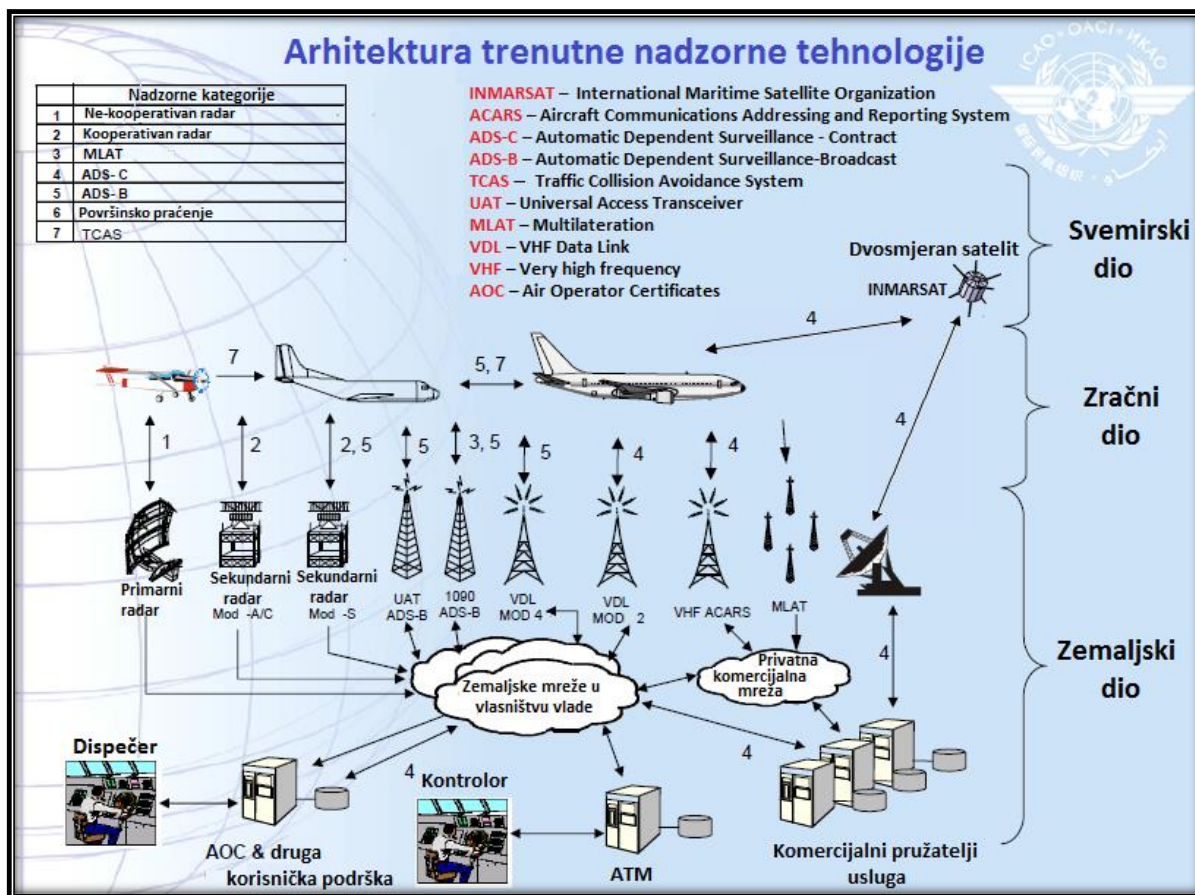 Arhitektura trenutne nadzorne tehnologije
ICAO · OACI · ИКАО
Nadzorne kategorije
1 Ne-kooperativan radar
2 Kooperativan radar
3 MLAT
4 ADS- C
5 ADS- B
6 Površinsko praćenje
7 TCAS
INMARSAT – International Maritime Satellite Organization
ACARS – Aircraft Communications Addressing and Reporting System
ADS-C – Automatic Dependent Surveillance - Contract
ADS-B – Automatic Dependent Surveillance-Broadcast
TCAS – Traffic Collision Avoidance System
UAT – Universal Access Transceiver
MLAT – Multilateration
VDL – VHF Data Link
VHF – Very high frequency
AOC – Air Operator Certificates
Svemirski
dio
Dvosmjeran satelit
INMARSAT
4
7
5, 7
4
Zračni
dio
1
2
2, 5
5
3, 5
5
4
4
Primarni
radar
Sekundarni
radar
Mod -A/C
Sekundarni
radar
Mod -S
UAT
ADS-B
1090
ADS-B
VDL
MOD 4
VDL
MOD 2
VHF ACARS
MLAT
4
Zemaljske mreže u
vlasništvu vlade
Privatna
komercijalna
mreža
Zemaljski
dio
4
4
Dispečer
Kontrolor
AOC & druga
korisnička podrška
ATM
Komercijalni pružatelji
usluga